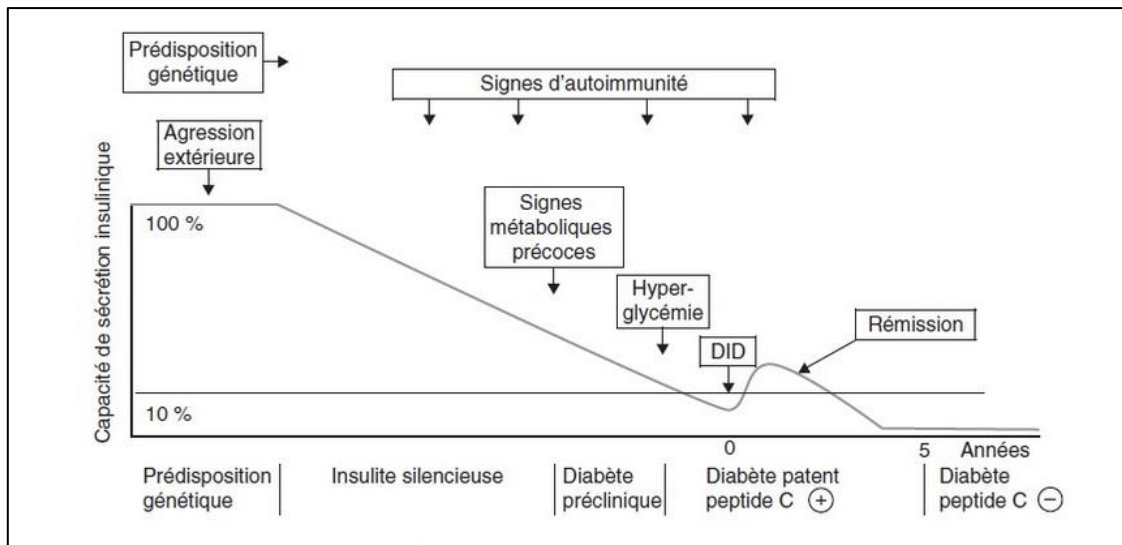 Prédisposition
génétique
Signes d'autoimmunité
Agression
extérieure
Capacité de sécrétion insulinique
100 %
Signes
métaboliques
précoces
Hyper-
glycémie
DID
Rémission
10 %
0
5
Années
Prédisposition
génétique
Insulite silencieuse
Diabète
préclinique
Diabète patent
peptide C +
Diabète
peptide C −